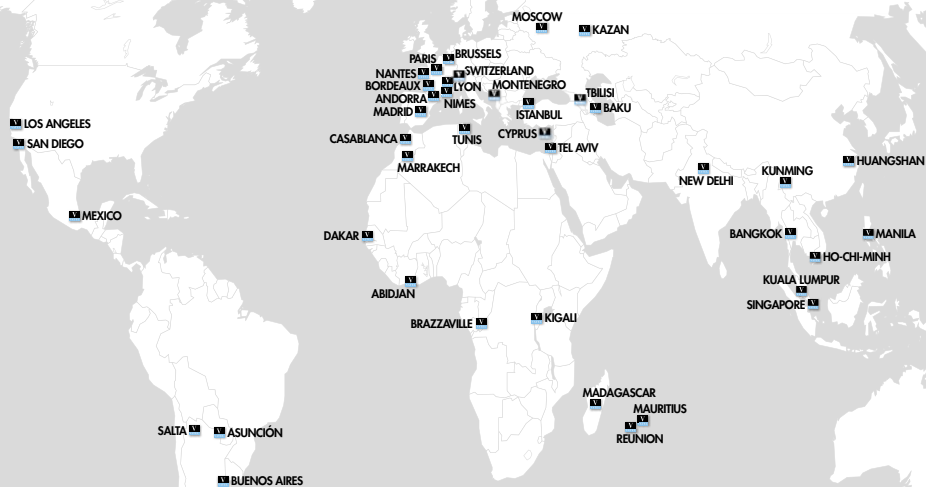 MOSCOW
KAZAN
BRUSSELS
PARIS
SWITZERLAND
NANTES
MONTENEGRO
BORDEAUX
LYON
TBILISI
ANDORRA
NIMES
BAKU
MADRID
ISTANBUL
LOS ANGELES
CYPRUS
CASABLANCA
TUNIS
SAN DIEGO
TEL AVIV
HUANGSHAN
MARRAKECH
KUNMING
NEW DELHI
MEXICO
DAKAR
BANGKOK
MANILA
HO-CHI-MINH
KUALA LUMPUR
ABIDJAN
SINGAPORE
BRAZZAVILLE
KIGALI
MADAGASCAR
MAURITIUS
SALTA
ASUNCIÓN
REUNION
BUENOS AIRES